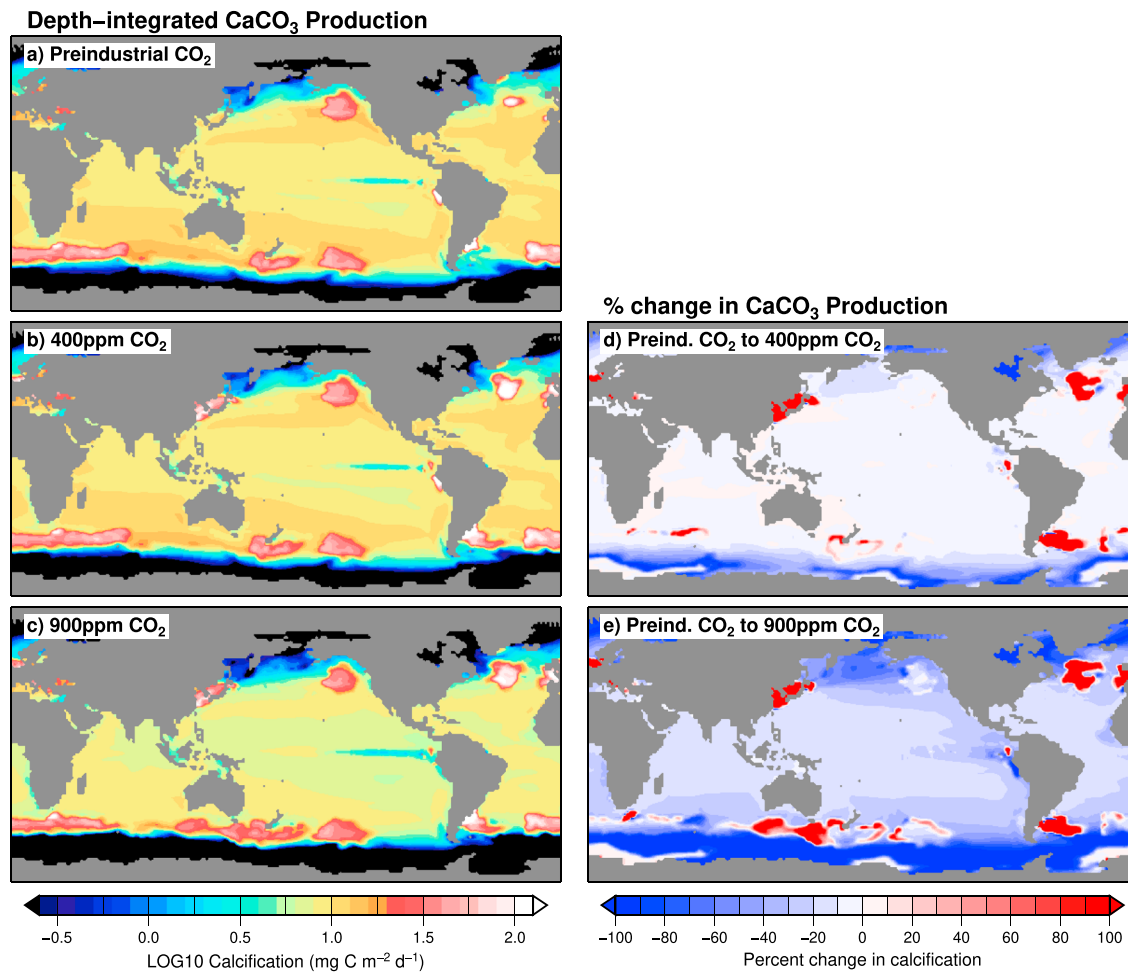 Depth−integrated CaCO₃ Production
a) Preindustrial CO₂
% change in CaCO₃ Production
b) 400ppm CO₂
d) Preind. CO₂ to 400ppm CO₂
c) 900ppm CO₂
e) Preind. CO₂ to 900ppm CO₂
−0.5 0.0 0.5 1.0 1.5 2.0
LOG10 Calcification (mg C m⁻² d⁻¹)
−100 −80 −60 −40 −20 0 20 40 60 80 100
Percent change in calcification